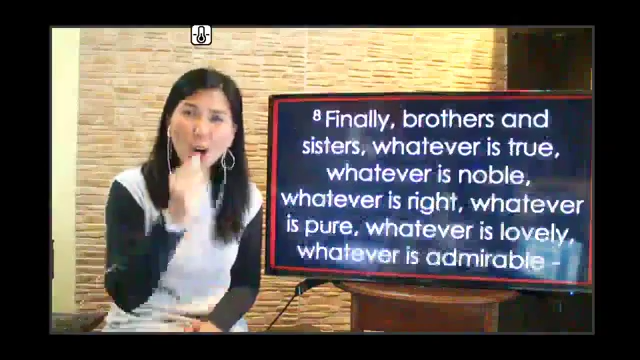 ⁸ Finally, brothers and
sisters, whatever is true,
whatever is noble,
whatever is right, whatever
is pure, whatever is lovely,
whatever is admirable -